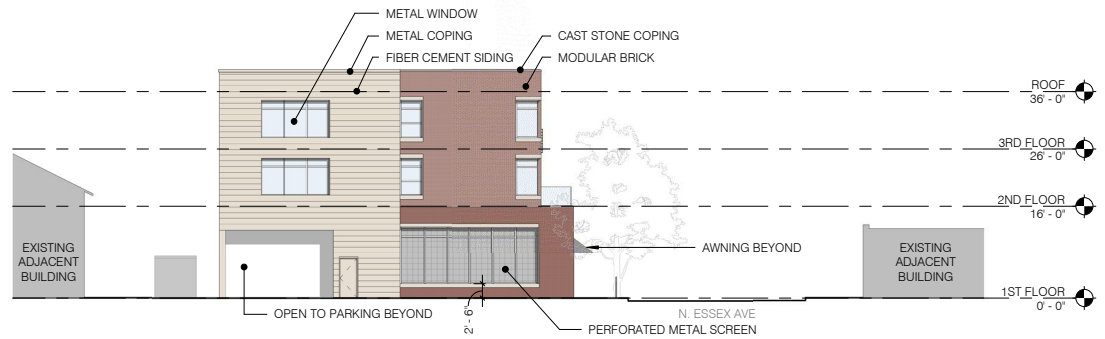 METAL WINDOW
METAL COPING
FIBER CEMENT SIDING
CAST STONE COPING
MODULAR BRICK
ROOF
36' - 0"
3RD FLOOR
26' - 0"
2ND FLOOR
16' - 0"
EXISTING
ADJACENT
BUILDING
AWNING BEYOND
EXISTING
ADJACENT
BUILDING
1ST FLOOR
0' - 0"
OPEN TO PARKING BEYOND
2' - 6"
N. ESSEX AVE
PERFORATED METAL SCREEN